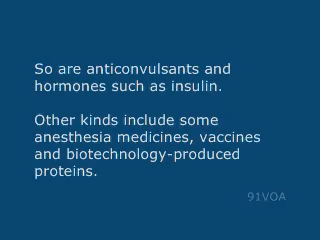 So are anticonvulsants and
hormones such as insulin.
Other kinds include some
anesthesia medicines, vaccines
and biotechnology-produced
proteins.
91VOA